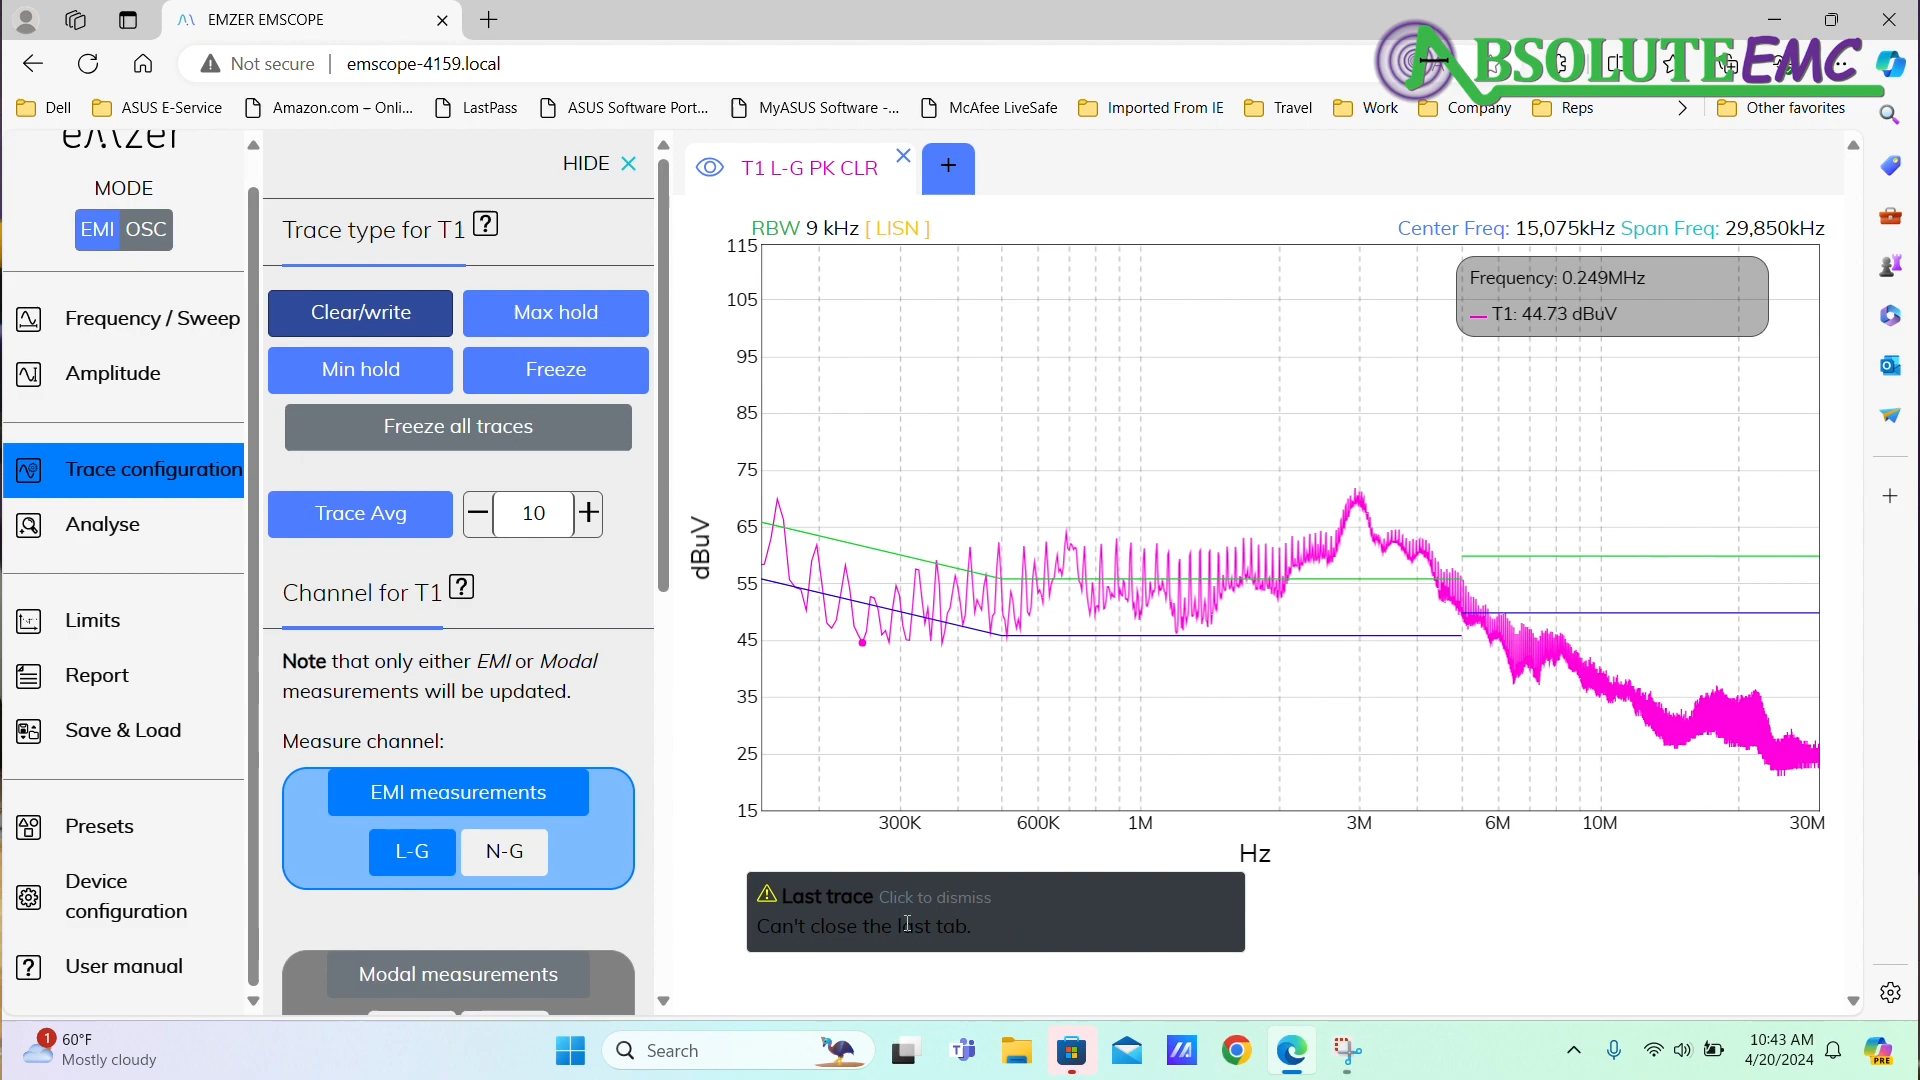 EMZER EMSCOPE
ABSOLUTE EMC
Not secure
emscope-4159.local
Dell
ASUS E-Service
Amazon.com – Onli...
LastPass
ASUS Software Port...
MyASUS Software -...
McAfee LiveSafe
Imported From IE
Travel
Work
Company
Reps
Other favorites
emzer
MODE
EMI OSC
Frequency / Sweep
Amplitude
Trace configuration
Analyse
Limits
Report
Save & Load
Presets
Device
configuration
User manual
HIDE
Trace type for T1 ?
Clear/write
Max hold
Min hold
Freeze
Freeze all traces
Trace Avg
− 10 +
Channel for T1 ?
Note that only either EMI or Modal
measurements will be updated.
Measure channel:
EMI measurements
L-G
N-G
Modal measurements
T1 L-G PK CLR
+
RBW 9 kHz [ LISN ]
Center Freq: 15,075kHz Span Freq: 29,850kHz
Frequency: 0.249MHz
T1: 44.73 dBuV
115
105
95
85
75
65
55
45
35
25
15
dBuV
300K
600K
1M
3M
6M
10M
30M
Hz
Last trace Click to dismiss
Can't close the last tab.
1
60°F
Mostly cloudy
Search
10:43 AM
4/20/2024
PRE